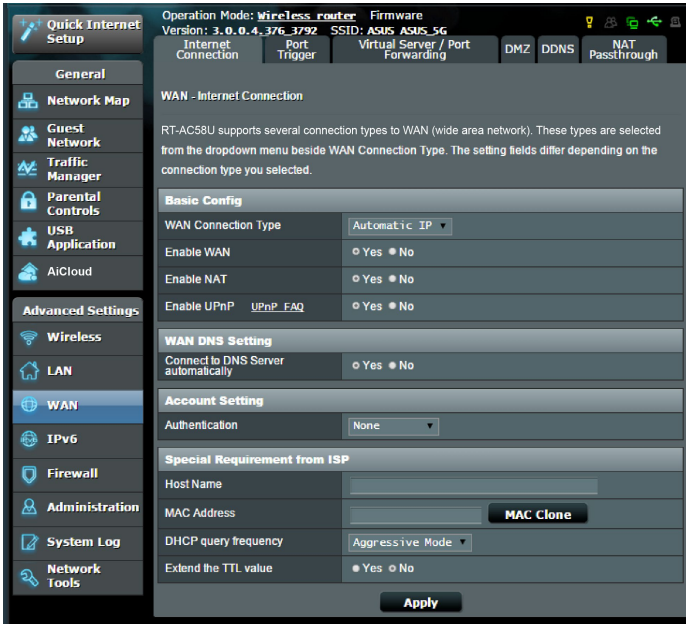 Quick Internet
Setup
General
Network Map
Guest
Network
Traffic
Manager
Parental
Controls
USB
Application
AiCloud
Advanced Settings
Wireless
LAN
WAN
IPv6
Firewall
Administration
System Log
Network
Tools
Operation Mode: Wireless router Firmware
Version: 3.0.0.4.376_3792 SSID: ASUS ASUS_5G
Internet
Connection
Port
Trigger
Virtual Server / Port
Forwarding
DMZ
DDNS
NAT
Passthrough
WAN - Internet Connection
RT-AC58U supports several connection types to WAN (wide area network). These types are selected
from the dropdown menu beside WAN Connection Type. The setting fields differ depending on the
connection type you selected.
Basic Config
WAN Connection Type Automatic IP
Enable WAN Yes No
Enable NAT Yes No
Enable UPnP UPnP FAQ Yes No
WAN DNS Setting
Connect to DNS Server
automatically Yes No
Account Setting
Authentication None
Special Requirement from ISP
Host Name
MAC Address MAC Clone
DHCP query frequency Aggressive Mode
Extend the TTL value Yes No
Apply